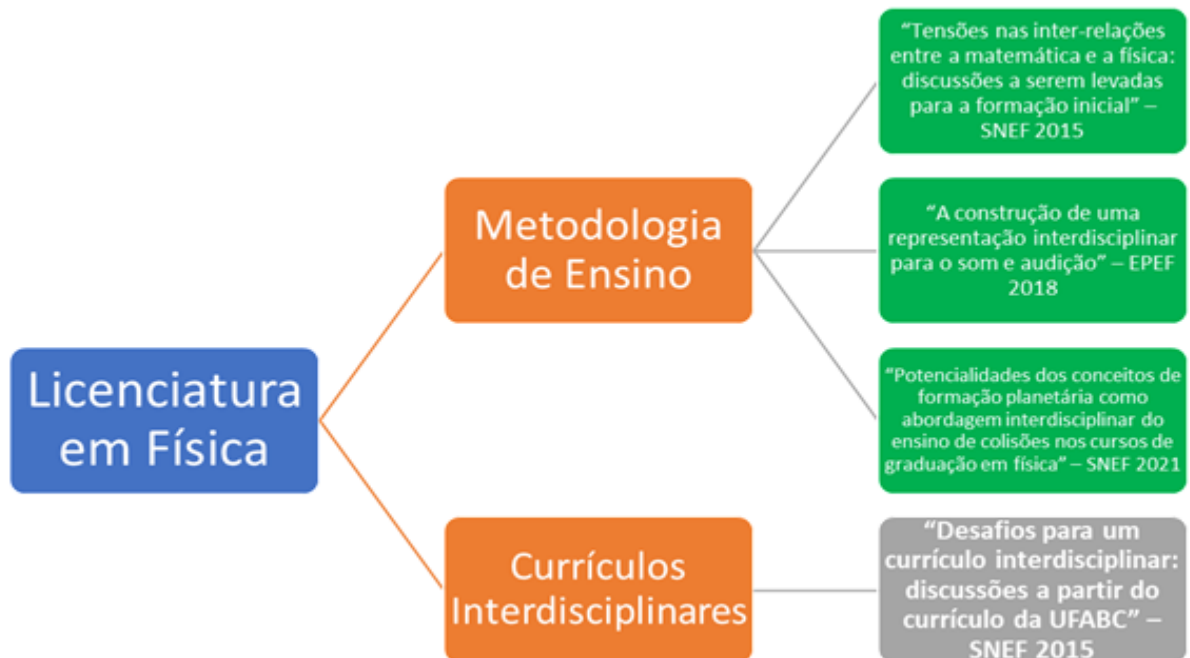 Licenciatura
em Física
Metodologia
de Ensino
Currículos
Interdisciplinares
“Tensões nas inter-relações
entre a matemática e a física:
discussões a serem levadas
para a formação inicial” –
SNEF 2015
“A construção de uma
representação interdisciplinar
para o som e audição” – EPEF
2018
“Potencialidades dos conceitos de
formação planetária como
abordagem interdisciplinar do
ensino de colisões nos cursos de
graduação em física” – SNEF 2021
“Desafios para um
currículo interdisciplinar:
discussões a partir do
currículo da UFABC” –
SNEF 2015